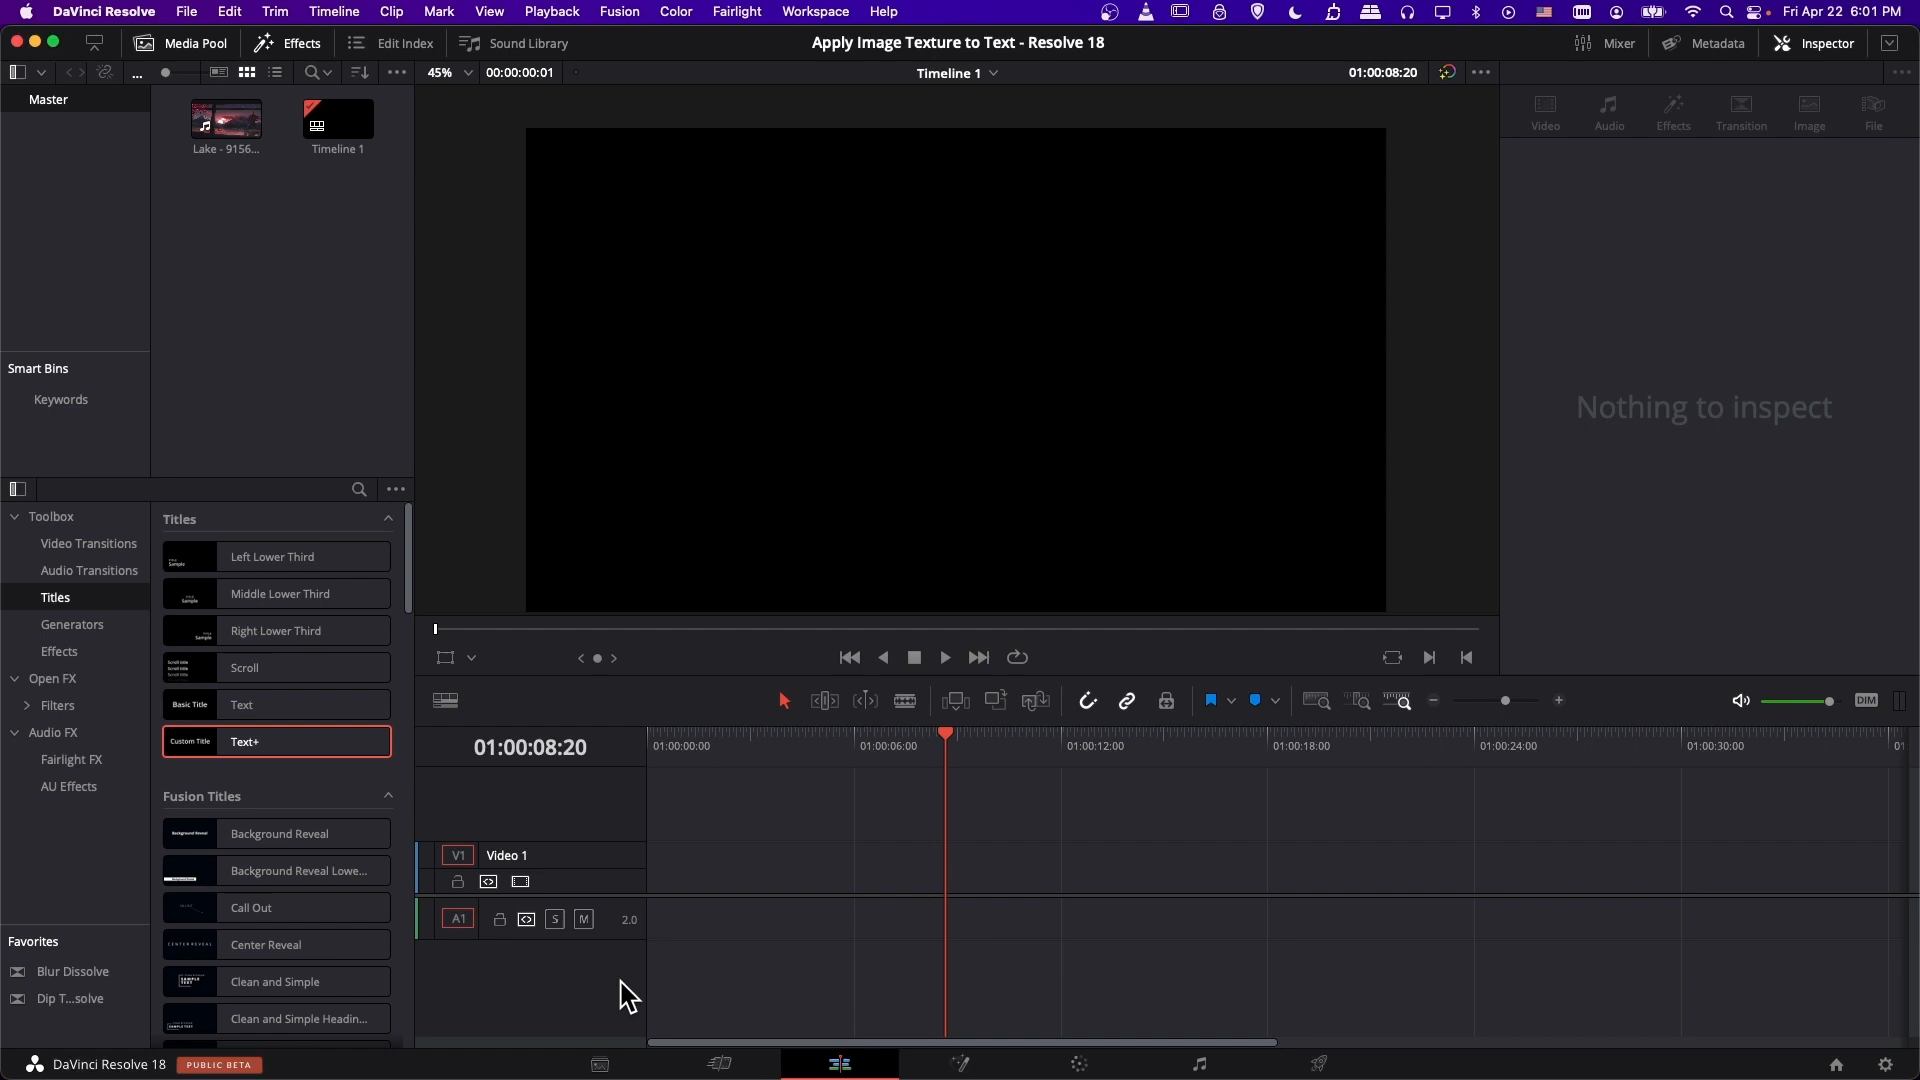 DaVinci Resolve File Edit Trim Timeline Clip Mark View Playback Fusion Color Fairlight Workspace Help Fri Apr 22 6:01 PM
Media Pool Effects Edit Index Sound Library Apply Image Texture to Text - Resolve 18 Mixer Metadata Inspector
... 45% 00:00:00:01 Timeline 1 01:00:08:20
Master
Lake - 9156... Timeline 1
Video Audio Effects Transition Image File
Smart Bins
Keywords
Nothing to inspect
Toolbox
Video Transitions
Audio Transitions
Titles
Generators
Effects
Open FX
Filters
Audio FX
Fairlight FX
AU Effects
Favorites
Blur Dissolve
Dip T...solve
Titles
Left Lower Third
Middle Lower Third
Right Lower Third
Scroll
Basic Title Text
Custom Title Text+
Fusion Titles
Background Reveal
Background Reveal Lowe...
Call Out
Center Reveal
Clean and Simple
Clean and Simple Headin...
DIM
01:00:08:20 01:00:00:00 01:00:06:00 01:00:12:00 01:00:18:00 01:00:24:00 01:00:30:00
V1 Video 1
A1 S M 2.0
DaVinci Resolve 18 PUBLIC BETA